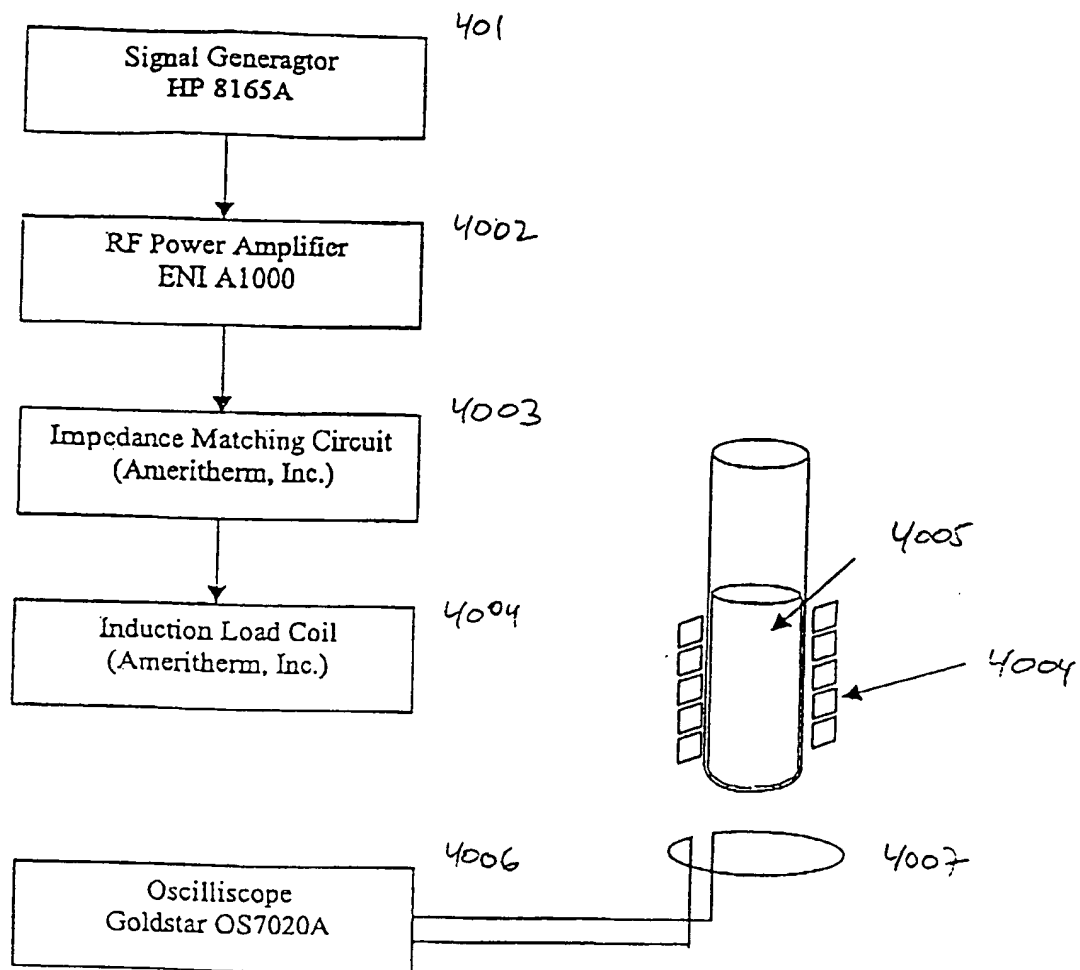 401
Signal Generagtor
HP 8165A
4002
RF Power Amplifier
ENI A1000
4003
Impedance Matching Circuit
(Ameritherm, Inc.)
4004
Induction Load Coil
(Ameritherm, Inc.)
4005
4004
4006
Oscilliscope
Goldstar OS7020A
4007